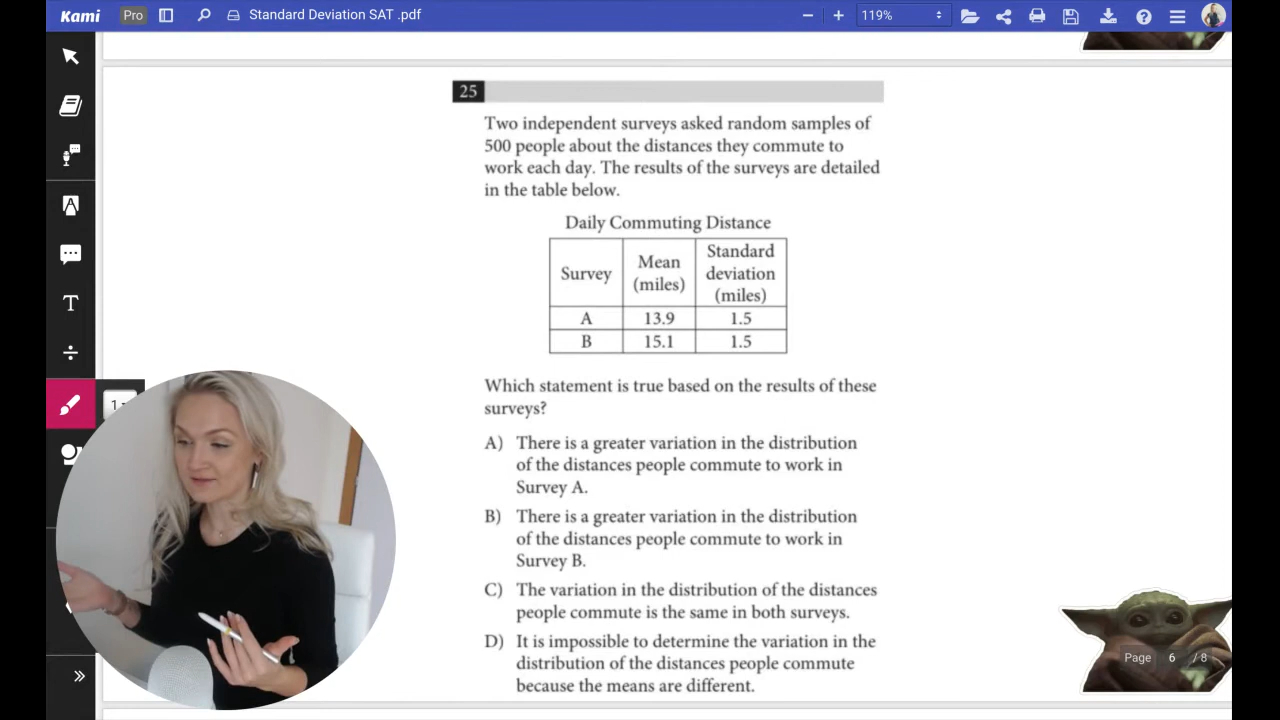 Kami Pro Standard Deviation SAT .pdf 119%
25
Two independent surveys asked random samples of
500 people about the distances they commute to
work each day. The results of the surveys are detailed
in the table below.
Daily Commuting Distance
Survey Mean (miles) Standard deviation (miles)
A 13.9 1.5
B 15.1 1.5
Which statement is true based on the results of these
surveys?
A) There is a greater variation in the distribution
of the distances people commute to work in
Survey A.
B) There is a greater variation in the distribution
of the distances people commute to work in
Survey B.
C) The variation in the distribution of the distances
people commute is the same in both surveys.
D) It is impossible to determine the variation in the
distribution of the distances people commute
because the means are different.
T
1
Page 6 / 8